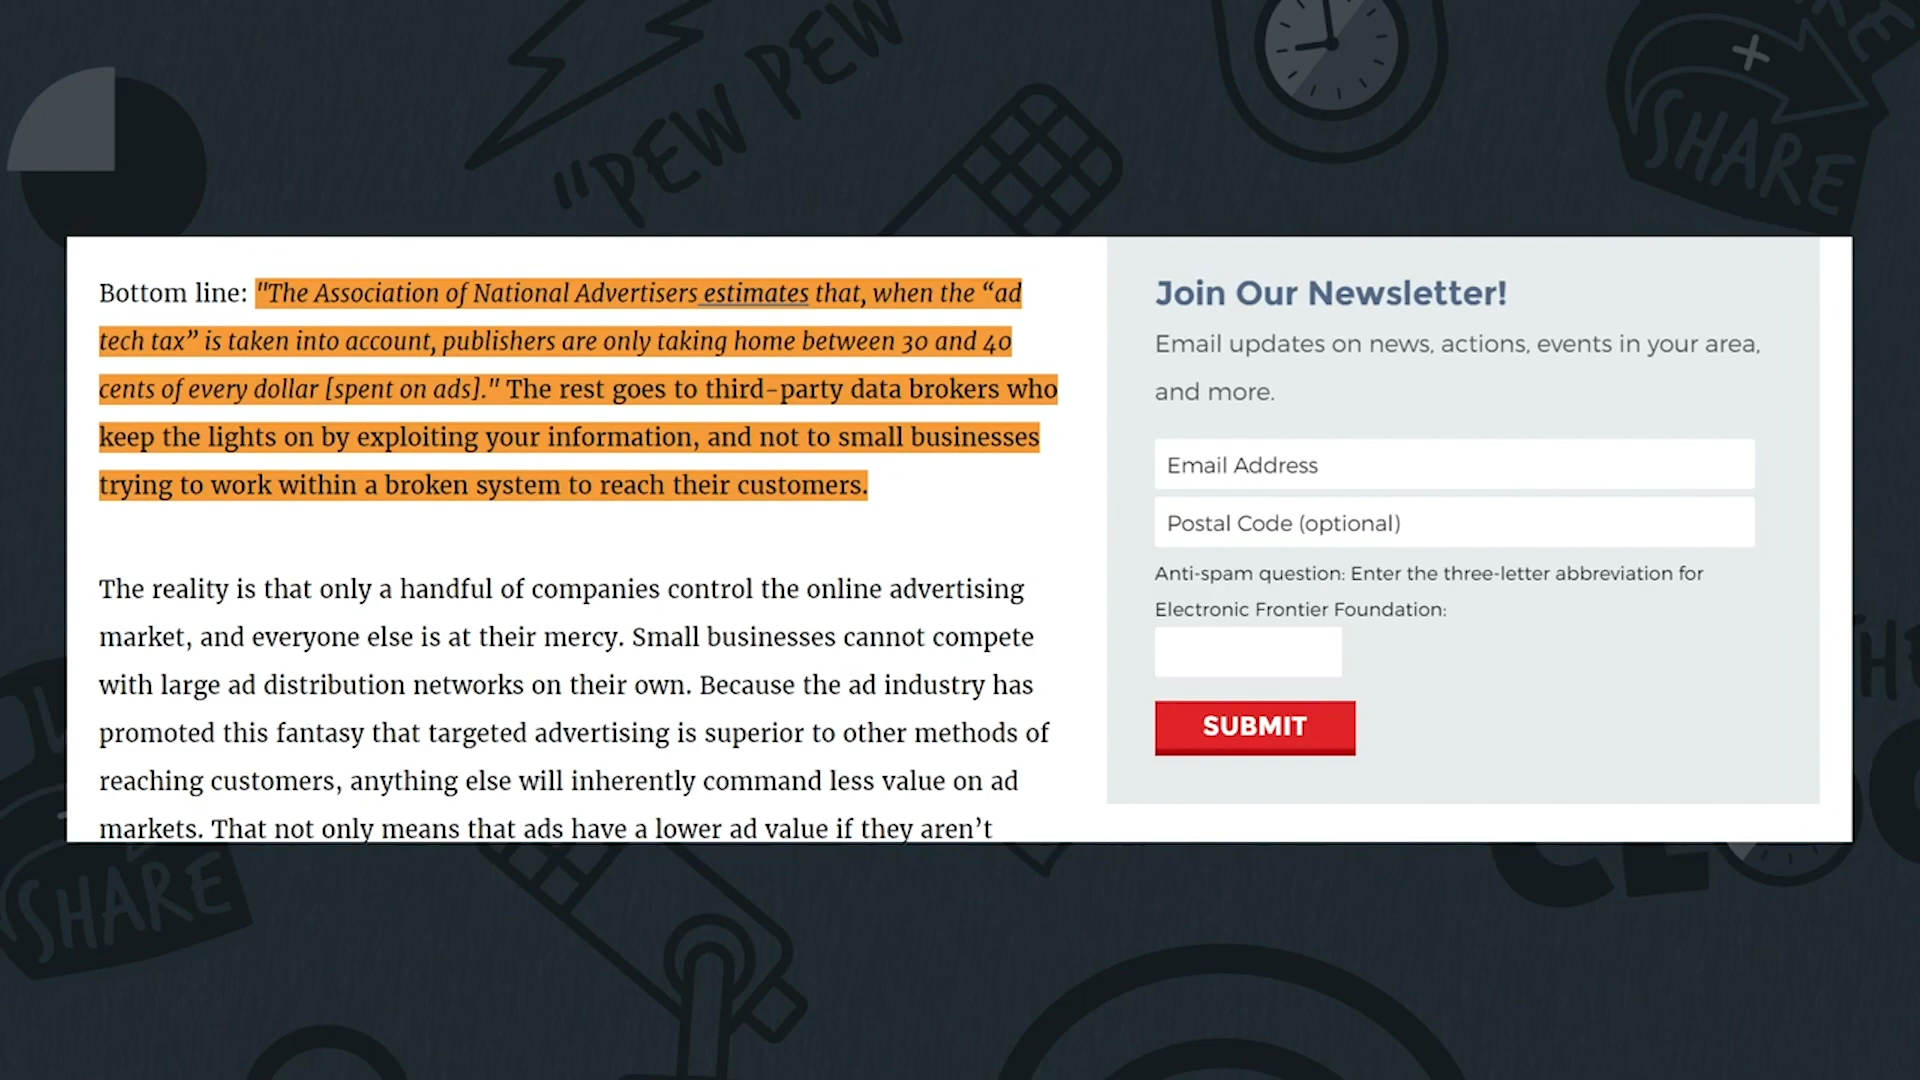 "PEW PEW
SHARE
Bottom line: "The Association of National Advertisers estimates that, when the “ad
tech tax” is taken into account, publishers are only taking home between 30 and 40
cents of every dollar [spent on ads]." The rest goes to third-party data brokers who
keep the lights on by exploiting your information, and not to small businesses
trying to work within a broken system to reach their customers.
The reality is that only a handful of companies control the online advertising
market, and everyone else is at their mercy. Small businesses cannot compete
with large ad distribution networks on their own. Because the ad industry has
promoted this fantasy that targeted advertising is superior to other methods of
reaching customers, anything else will inherently command less value on ad
markets. That not only means that ads have a lower ad value if they aren’t
Join Our Newsletter!
Email updates on news, actions, events in your area,
and more.
Email Address
Postal Code (optional)
Anti-spam question: Enter the three-letter abbreviation for
Electronic Frontier Foundation:
SUBMIT
SHARE